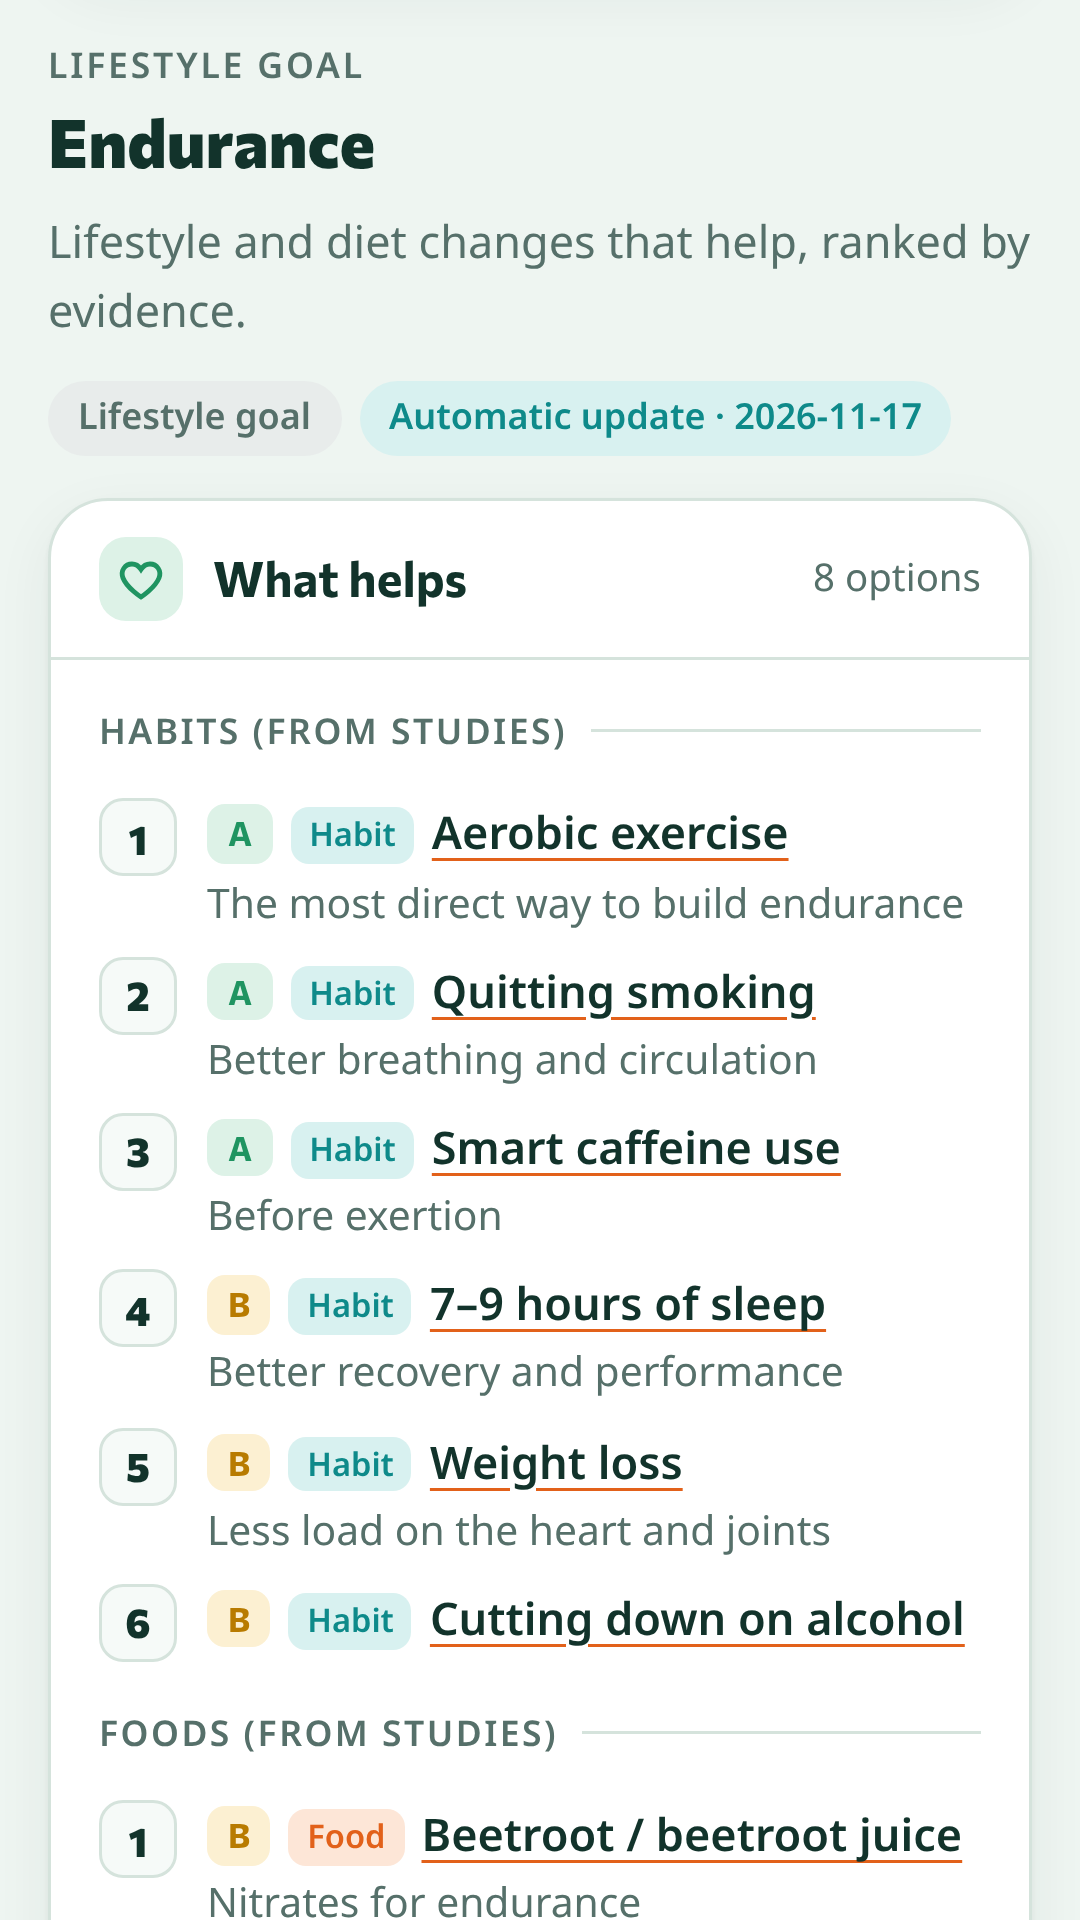 LIFESTYLE GOAL
Endurance
Lifestyle and diet changes that help, ranked by
evidence.
Lifestyle goal
Automatic update · 2026-11-17
What helps
8 options
HABITS (FROM STUDIES)
1 A Habit Aerobic exercise
The most direct way to build endurance
2 A Habit Quitting smoking
Better breathing and circulation
3 A Habit Smart caffeine use
Before exertion
4 B Habit 7–9 hours of sleep
Better recovery and performance
5 B Habit Weight loss
Less load on the heart and joints
6 B Habit Cutting down on alcohol
FOODS (FROM STUDIES)
1 B Food Beetroot / beetroot juice
Nitrates for endurance